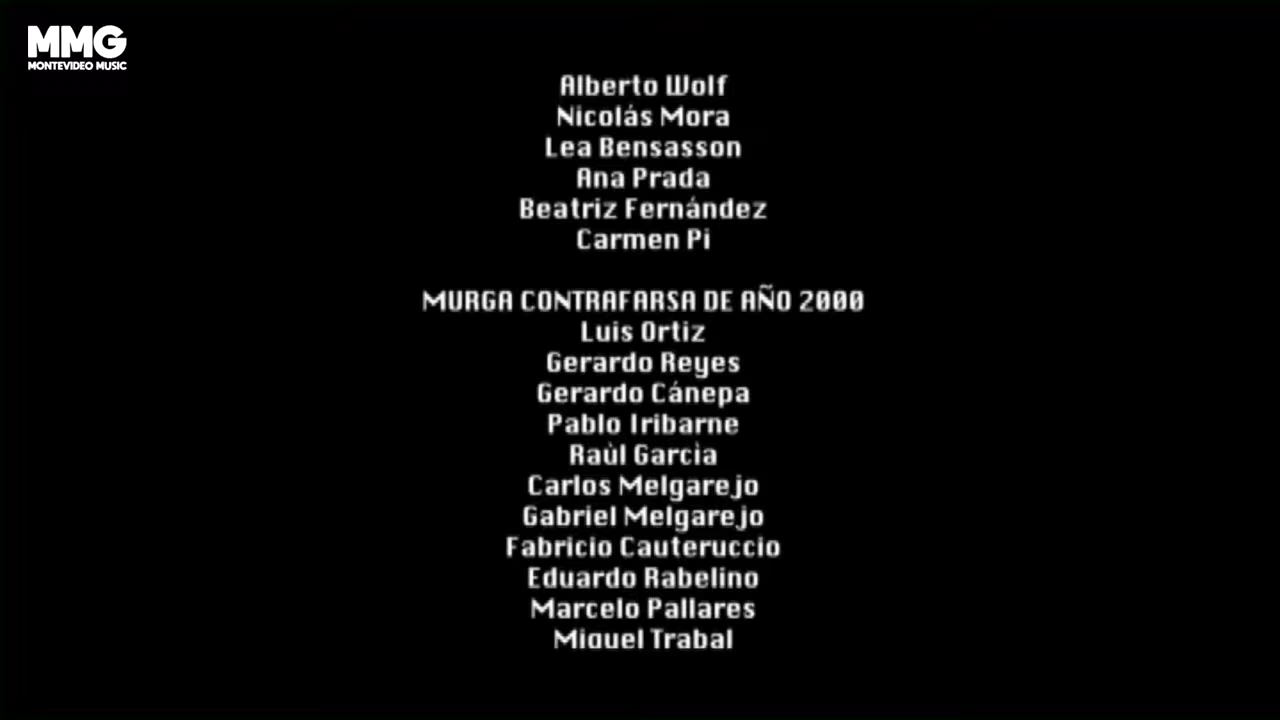 MMG
MONTEVIDEO MUSIC
Alberto Wolf
Nicolás Mora
Lea Bensasson
Ana Prada
Beatriz Fernández
Carmen Pi
MURGA CONTRAFARSA DE AÑO 2000
Luis Ortiz
Gerardo Reyes
Gerardo Cánepa
Pablo Iribarne
Raùl Garcìa
Carlos Melgarejo
Gabriel Melgarejo
Fabricio Cauteruccio
Eduardo Rabelino
Marcelo Pallares
Miguel Trabal